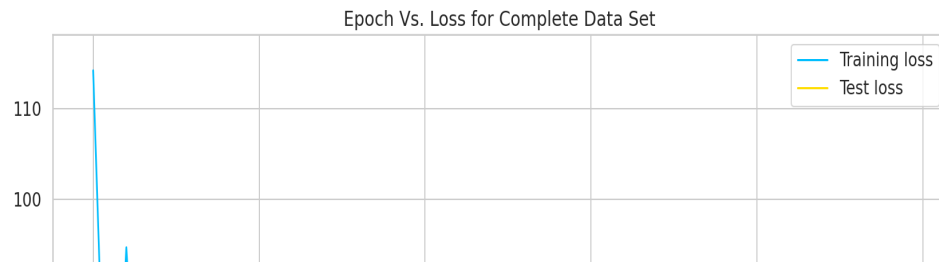 Epoch Vs. Loss for Complete Data Set
Training loss
Test loss
110
100